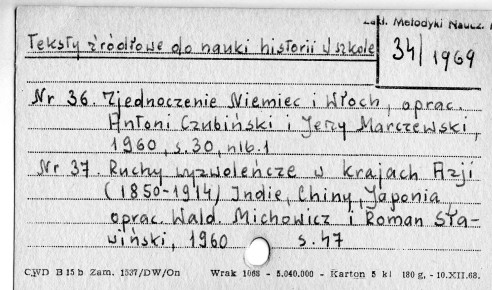 Zakł. Metodyki Naucz.
Teksty źródłowe do nauki historii w szkole
34/1969
Nr 36. Zjednoczenie Niemiec i Włoch, oprac.
Antoni Czubiński i Jerzy Marczewski,
1960, s.30, nlb.1
Nr 37. Ruchy wyzwoleńcze w krajach Azji
(1850-1914) Indie, Chiny, Japonia,
oprac. Wald. Michowicz i Roman Sła-
wiński, 1960 s.47
CWD B 15 b Zam. 1537/DW/On Wrak 1068 - 5.040.000 - Karton 5 kl 180 g, - 10.XII.68.